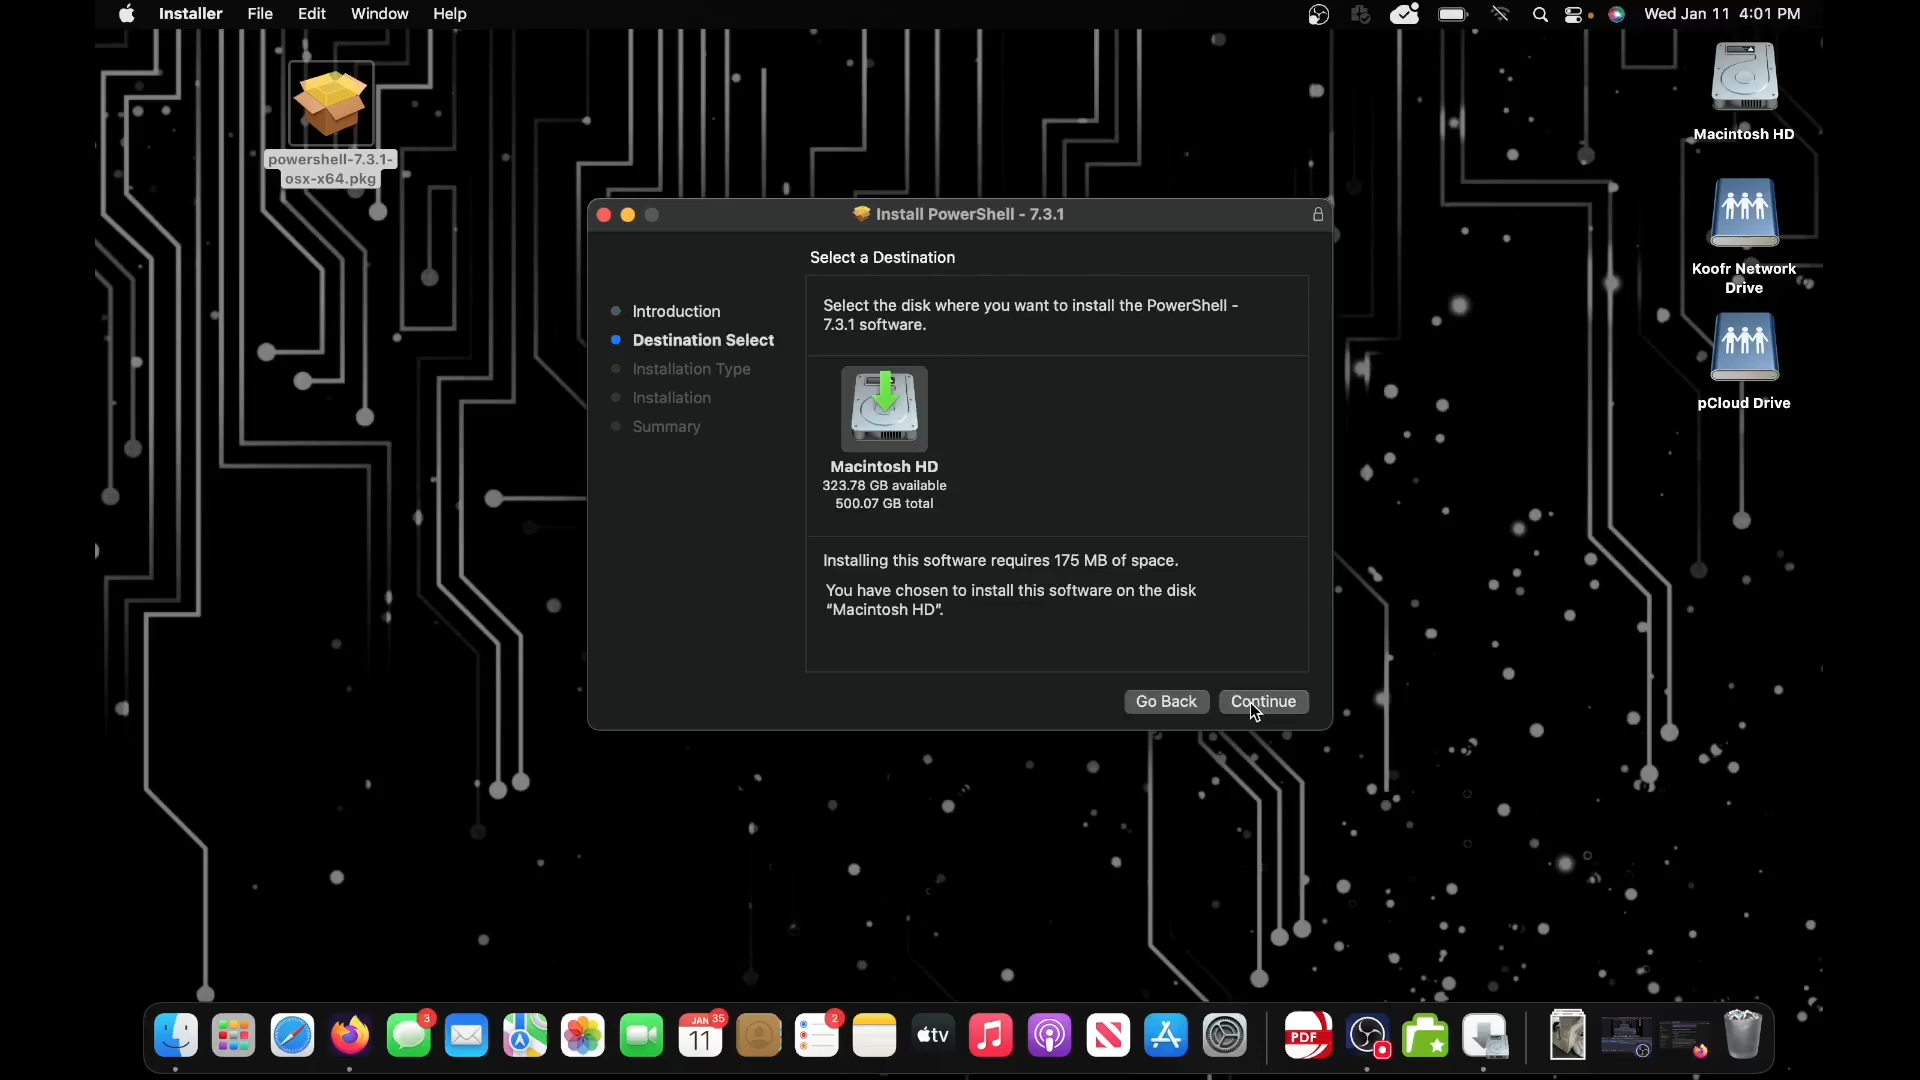 Installer File Edit Window Help
Wed Jan 11 4:01 PM
powershell-7.3.1-
osx-x64.pkg
Macintosh HD
Koofr Network
Drive
pCloud Drive
Install PowerShell - 7.3.1
Select a Destination
Introduction
Destination Select
Installation Type
Installation
Summary
Select the disk where you want to install the PowerShell -
7.3.1 software.
Macintosh HD
323.78 GB available
500.07 GB total
Installing this software requires 175 MB of space.
You have chosen to install this software on the disk
“Macintosh HD”.
Go Back
Continue
3
JAN
35
11
2
tv
PDF